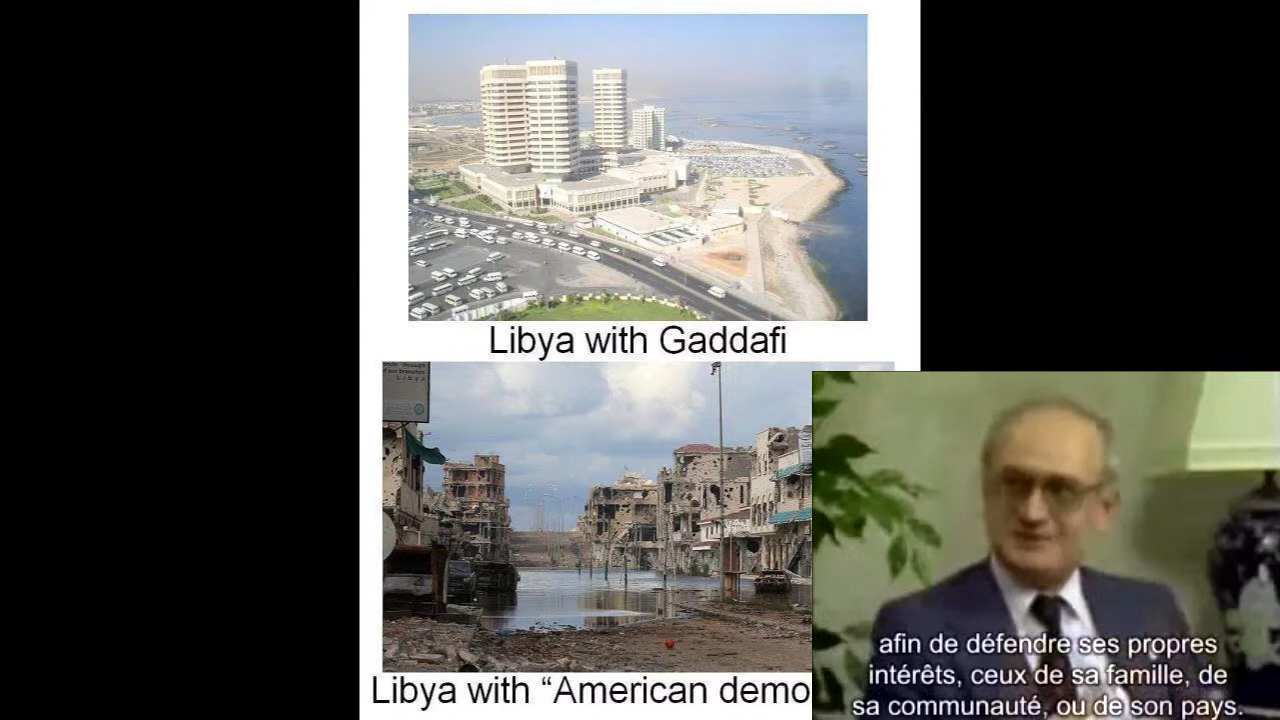 Libya with Gaddafi
Libya
Libya with “American demo
afin de défendre ses propres
intérêts, ceux de sa famille, de
sa communauté, ou de son pays.